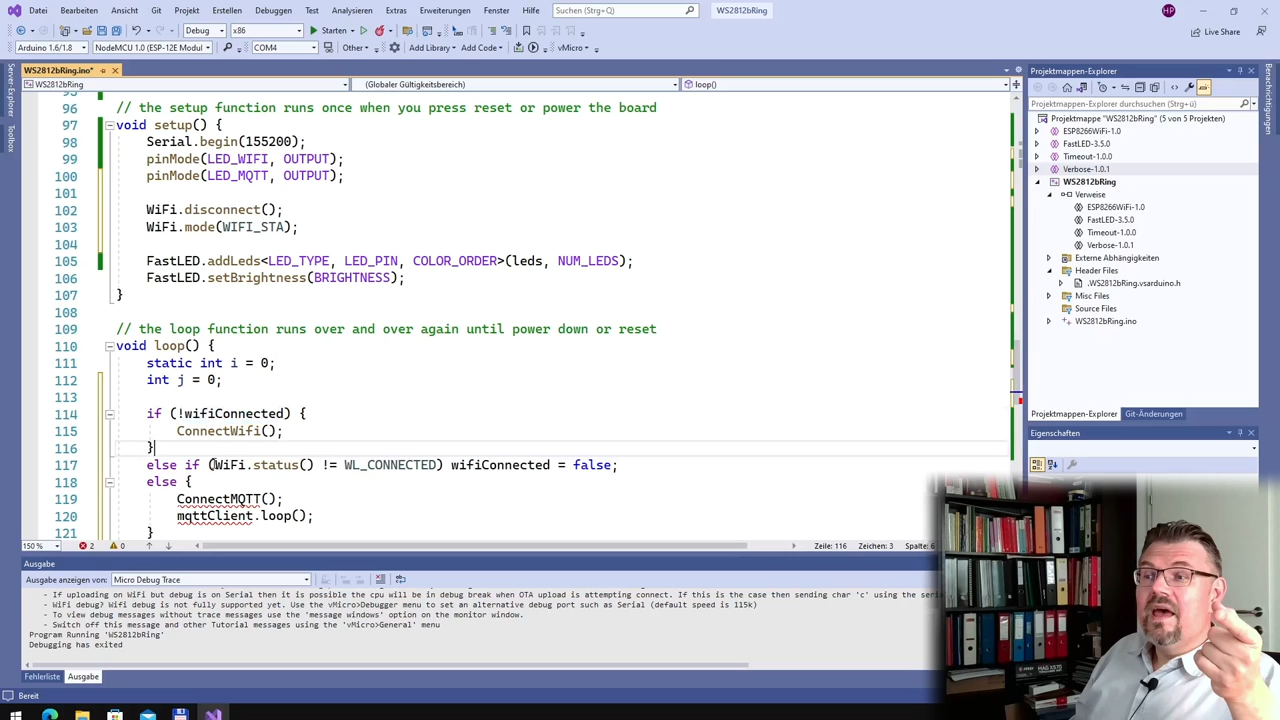 Datei Bearbeiten Ansicht Git Projekt Erstellen Debuggen Test Analysieren Extras Erweiterungen Fenster Hilfe Suchen (Strg+Q) WS2812bRing HP
Debug x86 Starten Live Share
Arduino 1.6/1.8 NodeMCU 1.0 (ESP-12E Modul COM4 Other Add Library Add Code vMicro
Server-Explorer
Toolbox
WS2812bRing.ino*
WS2812bRing (Globaler Gültigkeitsbereich) loop()
96 // the setup function runs once when you press reset or power the board
97 void setup() {
98 Serial.begin(155200);
99 pinMode(LED_WIFI, OUTPUT);
100 pinMode(LED_MQTT, OUTPUT);
101
102 WiFi.disconnect();
103 WiFi.mode(WIFI_STA);
104
105 FastLED.addLeds<LED_TYPE, LED_PIN, COLOR_ORDER>(leds, NUM_LEDS);
106 FastLED.setBrightness(BRIGHTNESS);
107 }
108
109 // the loop function runs over and over again until power down or reset
110 void loop() {
111 static int i = 0;
112 int j = 0;
113
114 if (!wifiConnected) {
115 ConnectWifi();
116 }
117 else if (WiFi.status() != WL_CONNECTED) wifiConnected = false;
118 else {
119 ConnectMQTT();
120 mqttClient.loop();
121 }
150 % 2 0 Zeile: 116 Zeichen: 3 Spalte: 6
Ausgabe
Ausgabe anzeigen von: Micro Debug Trace
- If uploading on WiFi but debug is on Serial then it is possible the cpu will be in debug break when OTA upload is attempting connect. If this is the case then sending char 'c' using the seria
- WiFi debug? Wifi debug is not fully supported yet. Use the vMicro>Debugger menu to set an alternative debug port such as Serial (default speed is 115k)
- To view debug messages without trace messages use the 'message windows' option on the monitor window.
- Switch off this message and other Tutorial messages using the 'vMicro>General' menu
Program Running 'WS2812bRing'
Debugging has exited
Fehlerliste Ausgabe
Bereit
Projektmappen-Explorer
Projektmappen-Explorer durchsuchen (Strg+ü)
Projektmappe "WS2812bRing" (5 von 5 Projekten)
ESP8266WiFi-1.0
FastLED-3.5.0
Timeout-1.0.0
Verbose-1.0.1
WS2812bRing
Verweise
ESP8266WiFi-1.0
FastLED-3.5.0
Timeout-1.0.0
Verbose-1.0.1
Externe Abhängigkeiten
Header Files
.WS2812bRing.vsarduino.h
Misc Files
Source Files
WS2812bRing.ino
Projektmappen-Explorer Git-Änderungen
Eigenschaften
Benachrichtigungen
MAG X570